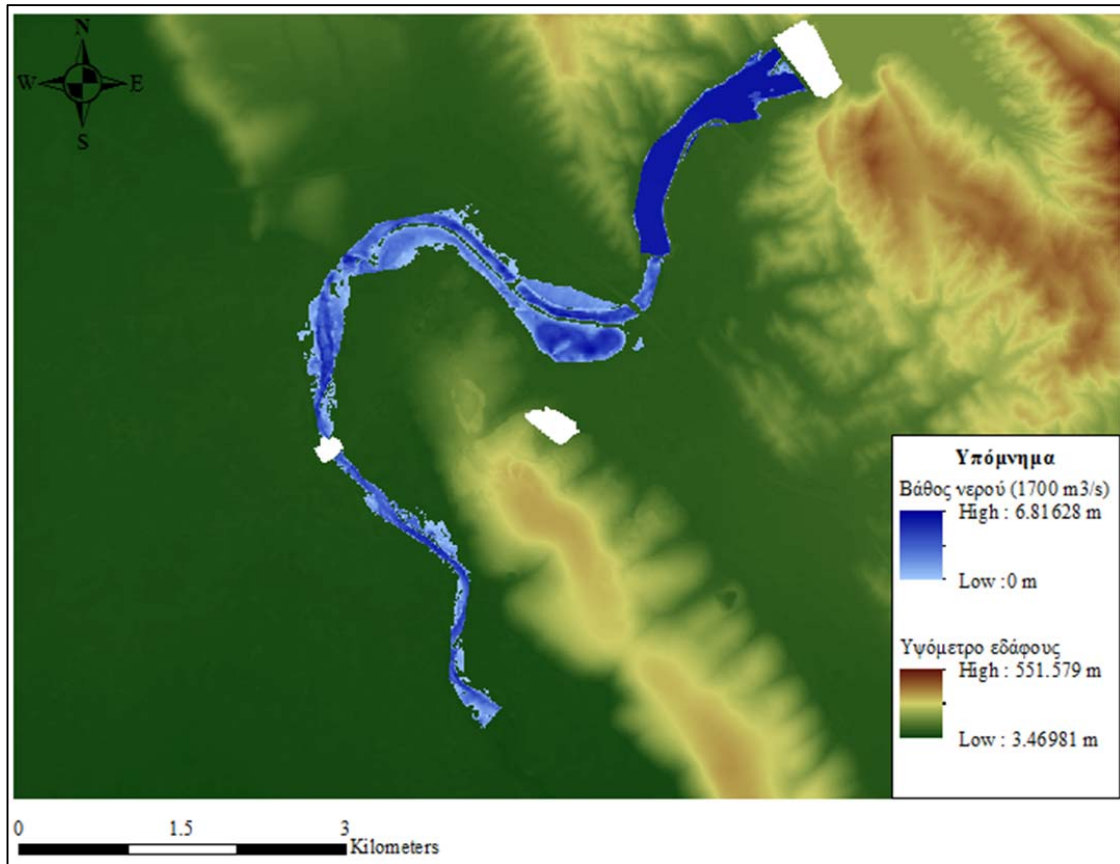 N
W E
S
Υπόμνημα
Βάθος νερού (1700 m3/s)
High : 6.81628 m
Low :0 m
Υψόμετρο εδάφους
High : 551.579 m
Low : 3.46981 m
0 1.5 3
Kilometers